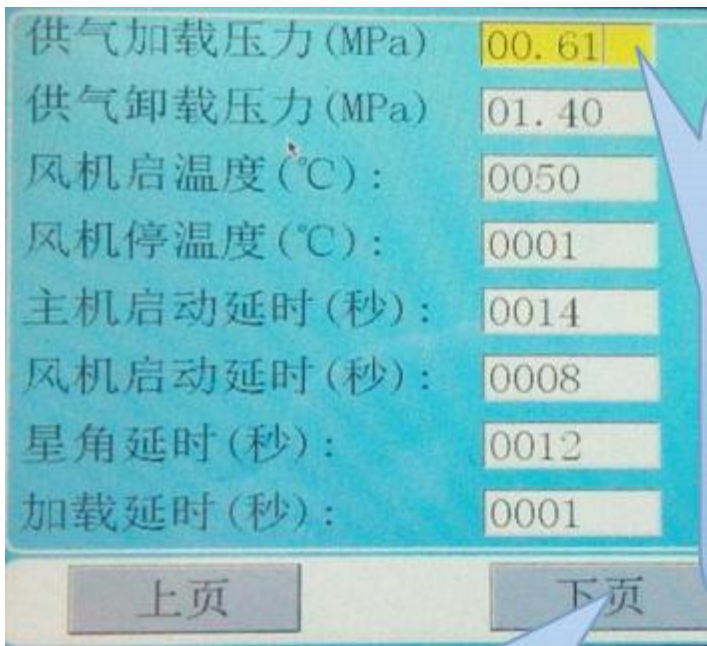 供气加载压力(MPa) 00.61
供气卸载压力(MPa) 01.40
风机启温度(℃): 0050
风机停温度(℃): 0001
主机启动延时(秒): 0014
风机启动延时(秒): 0008
星角延时(秒): 0012
加载延时(秒): 0001
上页 下页